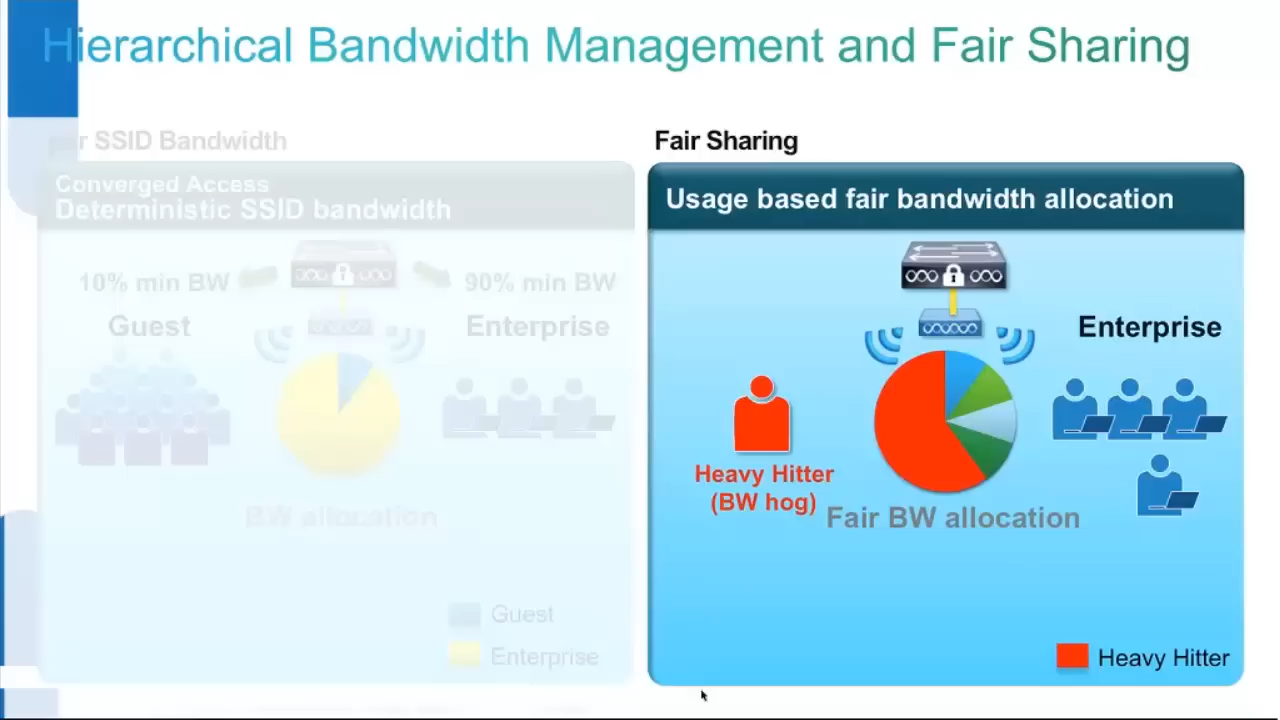 Hierarchical Bandwidth Management and Fair Sharing
per SSID Bandwidth
Converged Access
Deterministic SSID bandwidth
10% min BW
90% min BW
Guest
Enterprise
BW allocation
Guest
Enterprise
Fair Sharing
Usage based fair bandwidth allocation
Enterprise
Heavy Hitter
(BW hog)
Fair BW allocation
Heavy Hitter